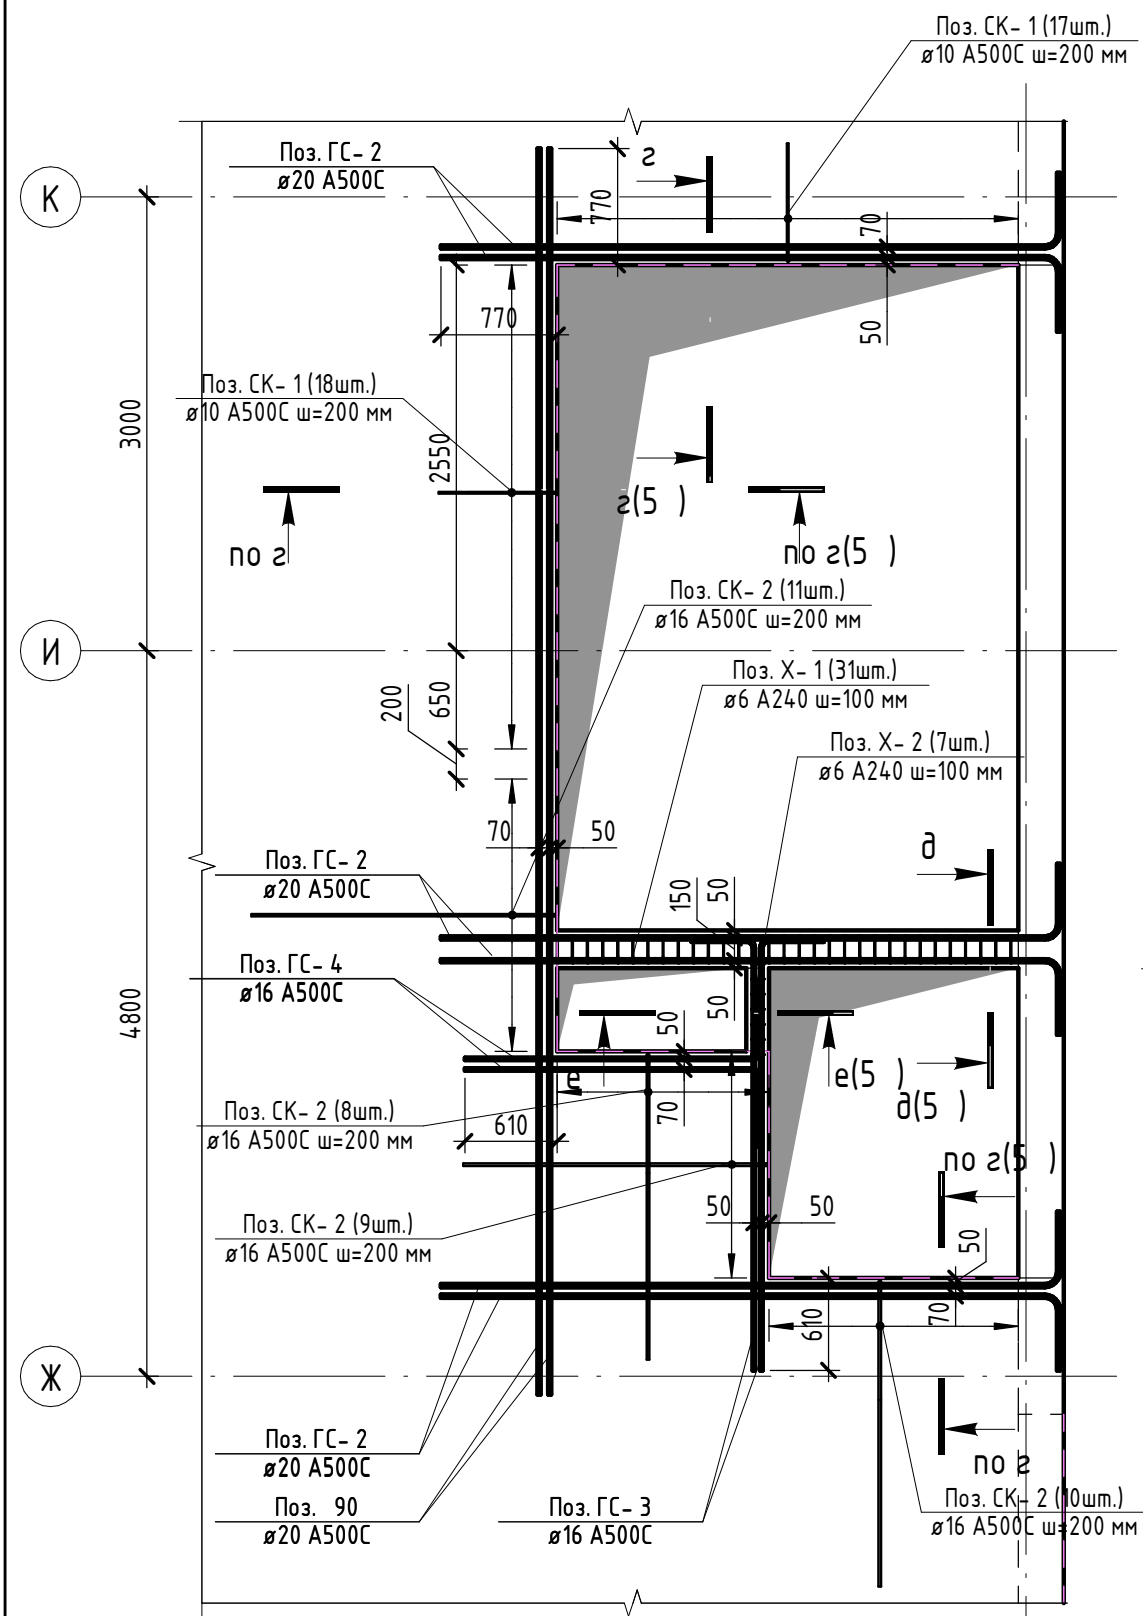 Поз. СК- 1 (17шт.)
ø10 А500С ш=200 мм
Поз. ГС- 2
ø20 А500С
г
К
770
70
770
50
Поз. СК- 1 (18шт.)
ø10 А500С ш=200 мм
3000
2550
г(5 )
по г
по г(5 )
Поз. СК- 2 (11шт.)
ø16 А500С ш=200 мм
И
Поз. Х- 1 (31шт.)
ø6 А240 ш=100 мм
200
650
Поз. Х- 2 (7шт.)
ø6 А240 ш=100 мм
70
50
д
Поз. ГС- 2
ø20 А500С
150
50
Поз. ГС- 4
ø16 А500С
4800
50
50
е
е(5 )
д(5 )
Поз. СК- 2 (8шт.)
ø16 А500С ш=200 мм
610
70
по г(5 )
Поз. СК- 2 (9шт.)
ø16 А500С ш=200 мм
50
50
50
610
70
Ж
Поз. ГС- 2
ø20 А500С
по г
Поз. 90
ø20 А500С
Поз. ГС- 3
ø16 А500С
Поз. СК- 2 (10шт.)
ø16 А500С ш=200 мм